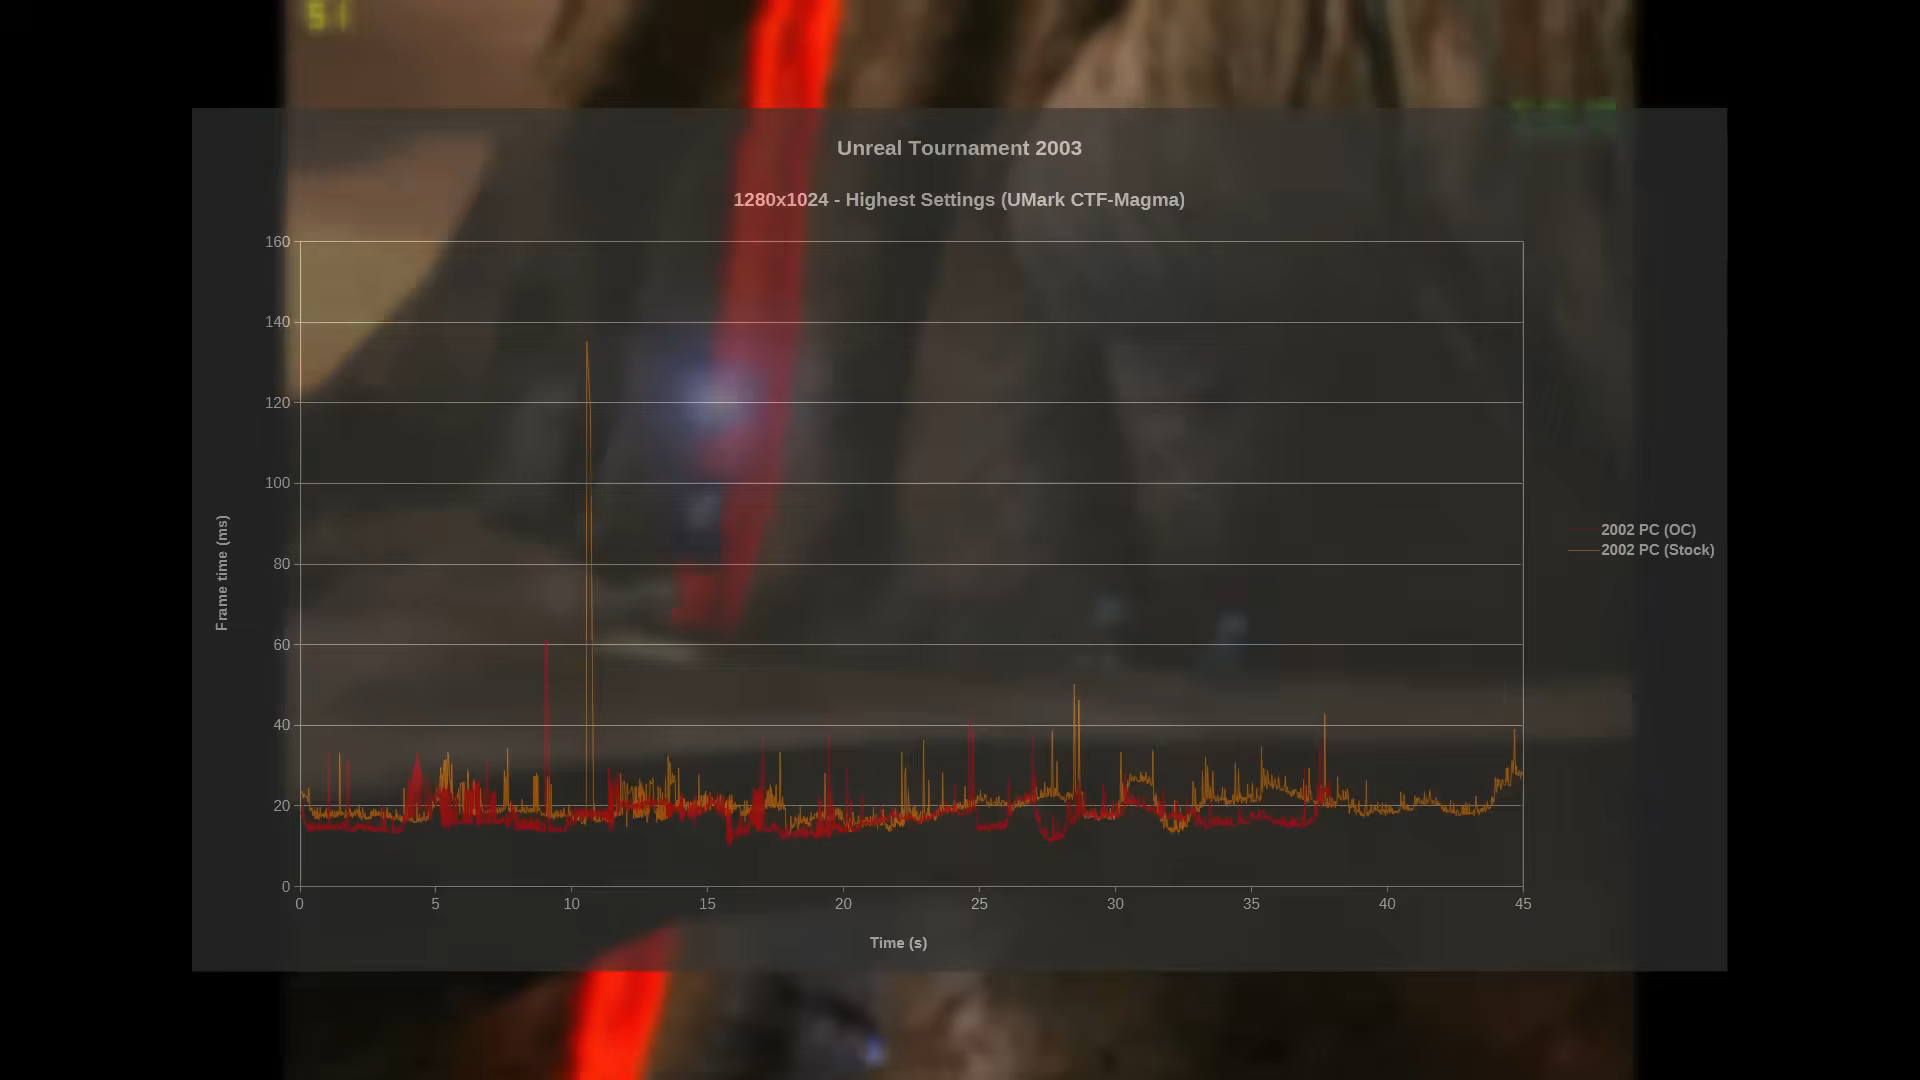 51
Unreal Tournament 2003
1280x1024 - Highest Settings (UMark CTF-Magma)
160
140
120
100
80
60
40
20
0
Frame time (ms)
0 5 10 15 20 25 30 35 40 45
Time (s)
2002 PC (OC)
2002 PC (Stock)